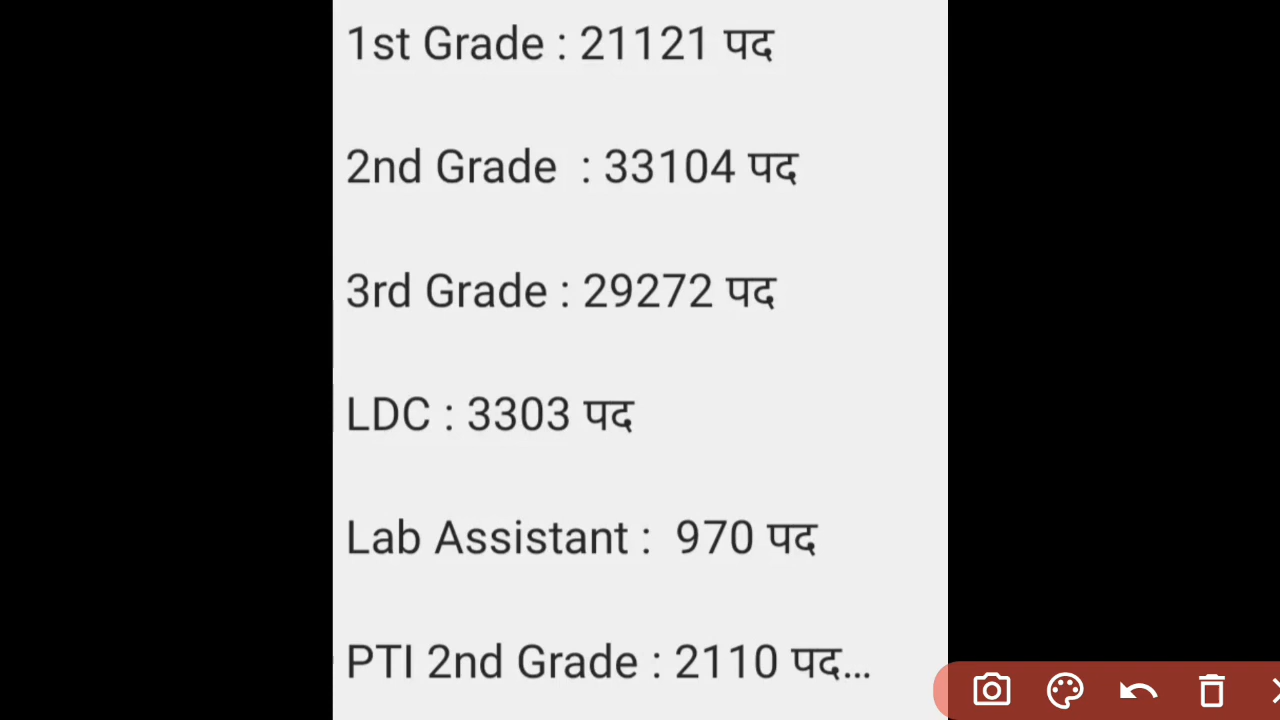 1st Grade : 21121 पद
2nd Grade : 33104 पद
3rd Grade : 29272 पद
LDC : 3303 पद
Lab Assistant : 970 पद
PTI 2nd Grade : 2110 पद...